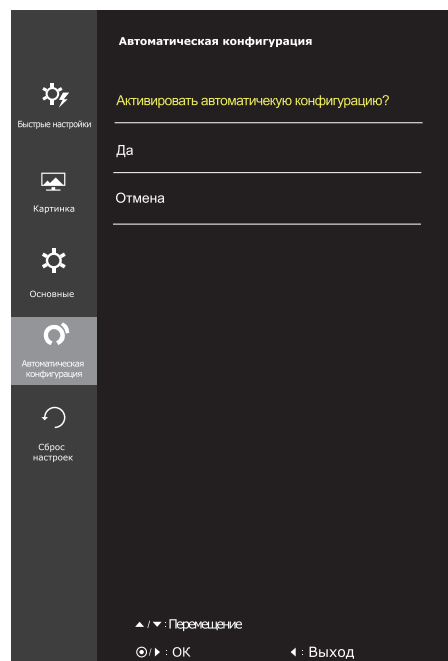 Автоматическая конфигурация
Быстрые настройки
Картинка
Основные
Автоматическая
конфигурация
Сброс
настроек
Активировать автоматичекую конфигурацию?
Да
Отмена
▲ / ▼ : Перемещение
◉/ ▶ : OK
◀ : Выход